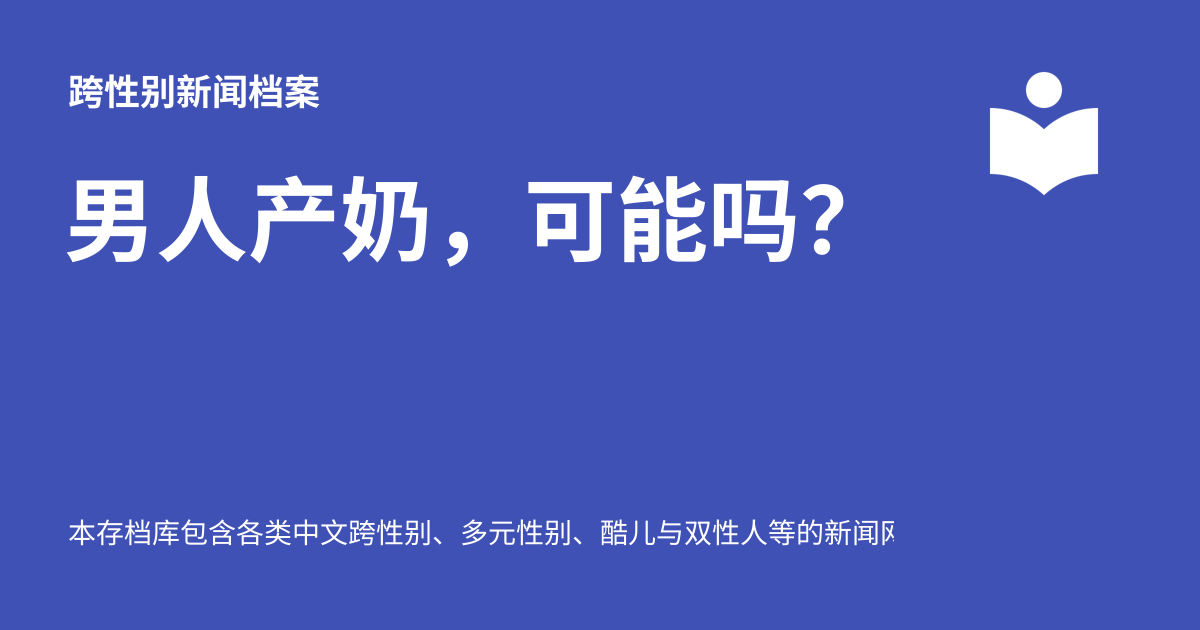 跨性别新闻档案
男人产奶，可能吗？
本存档库包含各类中文跨性别、多元性别、酷儿与双性人等的新闻